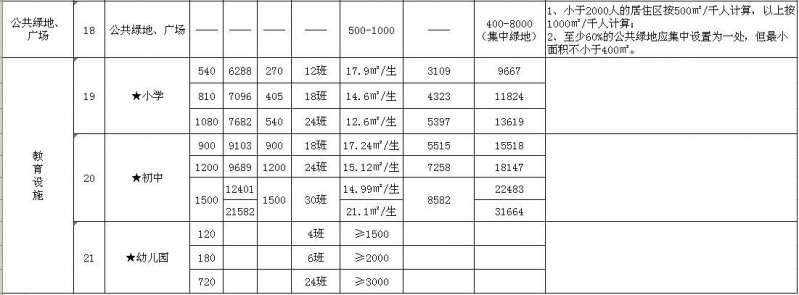 公共绿地、广场 18 公共绿地、广场 —— —— —— —— 500-1000 —— 400-8000（集中绿地） 1、小于2000人的居住区按500㎡/千人计算，以上按1000㎡/千人计算；
2、至少60%的公共绿地应集中设置为一处，但最小面积不小于400㎡。
教育设施
19 ★小学
540 6288 270 12班 17.9㎡/生 3109 9667
810 7096 405 18班 14.6㎡/生 4323 11824
1080 7682 540 24班 12.6㎡/生 5397 13619
20 ★初中
900 9103 900 18班 17.24㎡/生 5515 15518
1200 9689 1200 24班 15.12㎡/生 7258 18147
1500 12401 1500 30班 14.99㎡/生 8582 22483
21582 21.1㎡/生 31664
21 ★幼儿园
120 4班 ≥1500
180 6班 ≥2000
720 24班 ≥3000